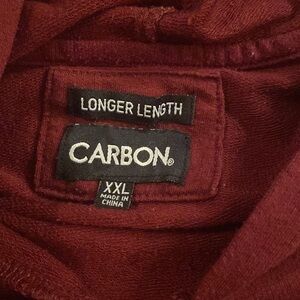 LONGER LENGTH
CARBON®
XXL
MADE IN
CHINA